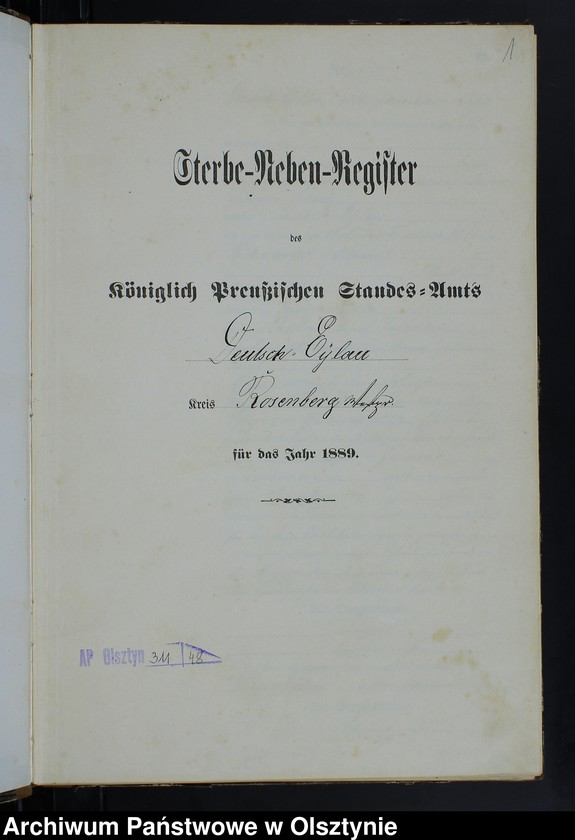 1
Sterbe-Neben-Register
des
Königlich Preußischen Standes-Amts
Deutsch-Eylau
Kreis Rosenberg Westpr.
für das Jahr 1889.
AP Olsztyn 311/48
Archiwum Państwowe w Olsztynie